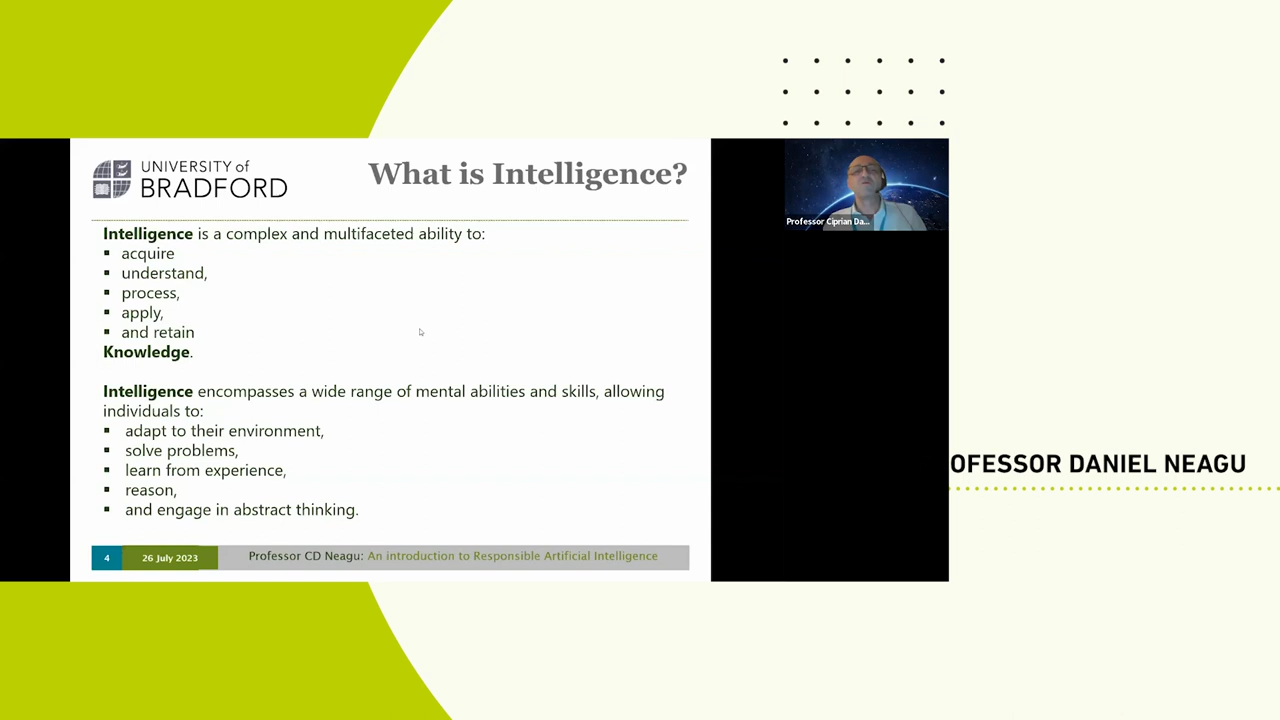 UNIVERSITY of
BRADFORD
What is Intelligence?
Intelligence is a complex and multifaceted ability to:
▪ acquire
▪ understand,
▪ process,
▪ apply,
▪ and retain
Knowledge.
Intelligence encompasses a wide range of mental abilities and skills, allowing
individuals to:
▪ adapt to their environment,
▪ solve problems,
▪ learn from experience,
▪ reason,
▪ and engage in abstract thinking.
4 26 July 2023 Professor CD Neagu: An introduction to Responsible Artificial Intelligence
Professor Ciprian Da...
OFESSOR DANIEL NEAGU